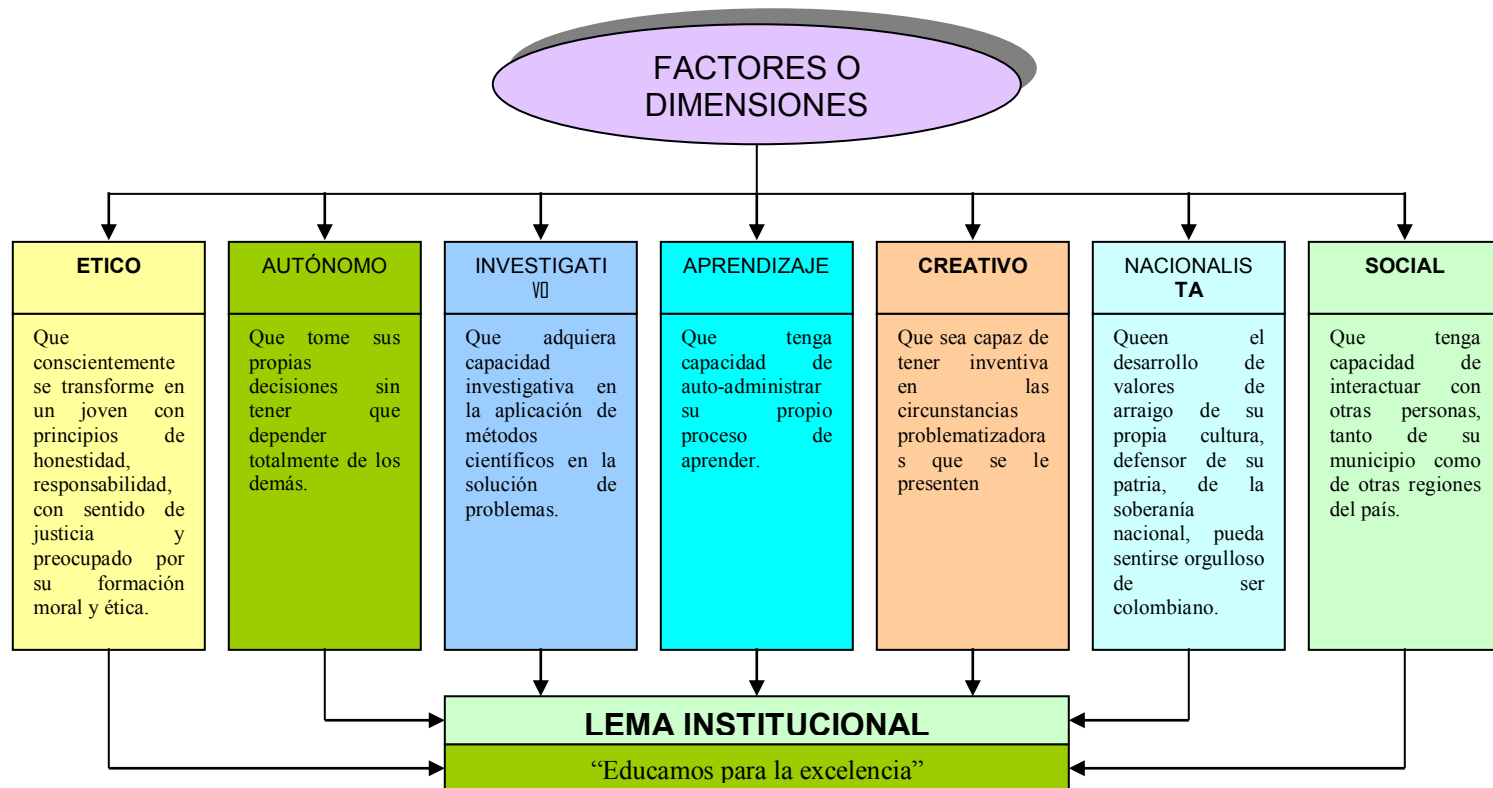 FACTORES O
DIMENSIONES
ETICO
Que
conscientemente
se transforme en
un joven con
principios de
honestidad,
responsabilidad,
con sentido de
justicia y
preocupado por
su formación
moral y ética.
AUTÓNOMO
Que tome sus
propias
decisiones sin
tener que
depender
totalmente de los
demás.
INVESTIGATI
VO
Que adquiera
capacidad
investigativa en
la aplicación de
métodos
científicos en la
solución de
problemas.
APRENDIZAJE
Que tenga
capacidad de
auto-administrar
su propio
proceso de
aprender.
CREATIVO
Que sea capaz de
tener inventiva
en las
circunstancias
problematizadora
s que se le
presenten
NACIONALIS
TA
Queen el
desarrollo de
valores de
arraigo de su
propia cultura,
defensor de su
patria, de la
soberanía
nacional, pueda
sentirse orgulloso
de ser
colombiano.
SOCIAL
Que tenga
capacidad de
interactuar con
otras personas,
tanto de su
municipio como
de otras regiones
del país.
LEMA INSTITUCIONAL
“Educamos para la excelencia”